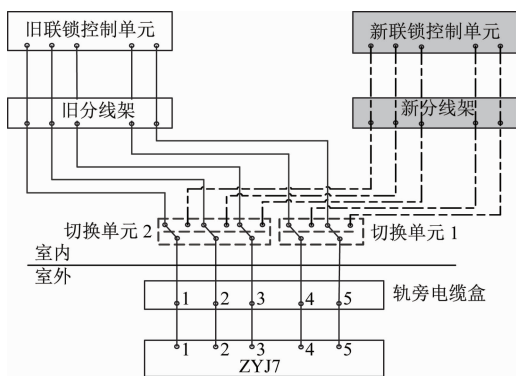 旧联锁控制单元 新联锁控制单元
旧分线架 新分线架
切换单元2 切换单元1
室内
室外
轨旁电缆盒
1 2 3 4 5
1 2 3 4 5
ZYJ7